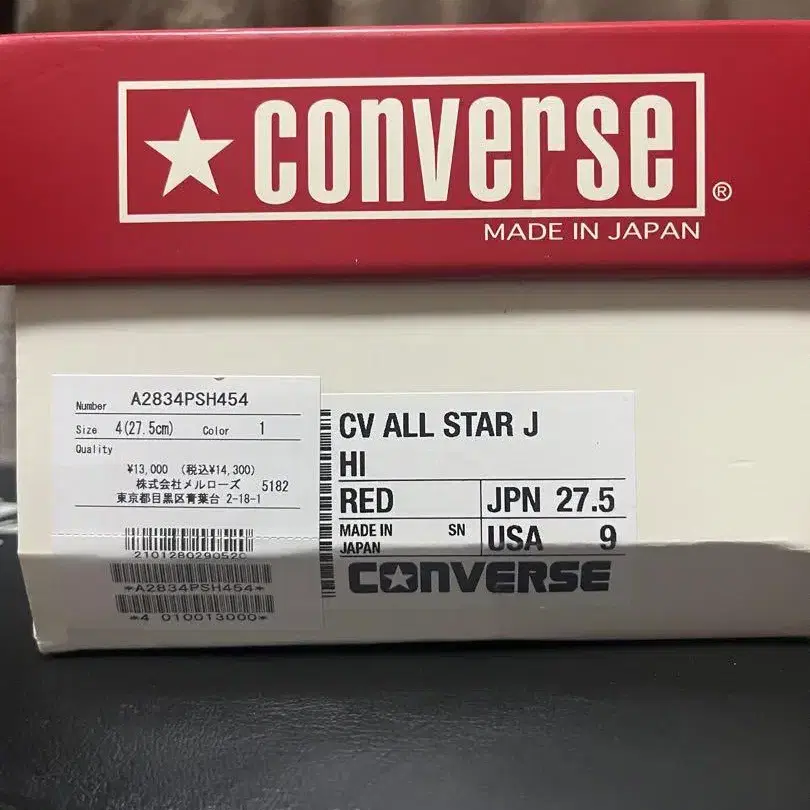 CONVERSE ®
MADE IN JAPAN
Number A2834PSH454
Size 4(27.5cm) Color 1
Quality
¥13,000 (税込¥14,300)
株式会社メルローズ 5182
東京都目黒区青葉台 2-18-1
2101280290520
*A2834PSH454*
*4 010013000*
CV ALL STAR J
HI
RED JPN 27.5
MADE IN JAPAN SN USA 9
CONVERSE